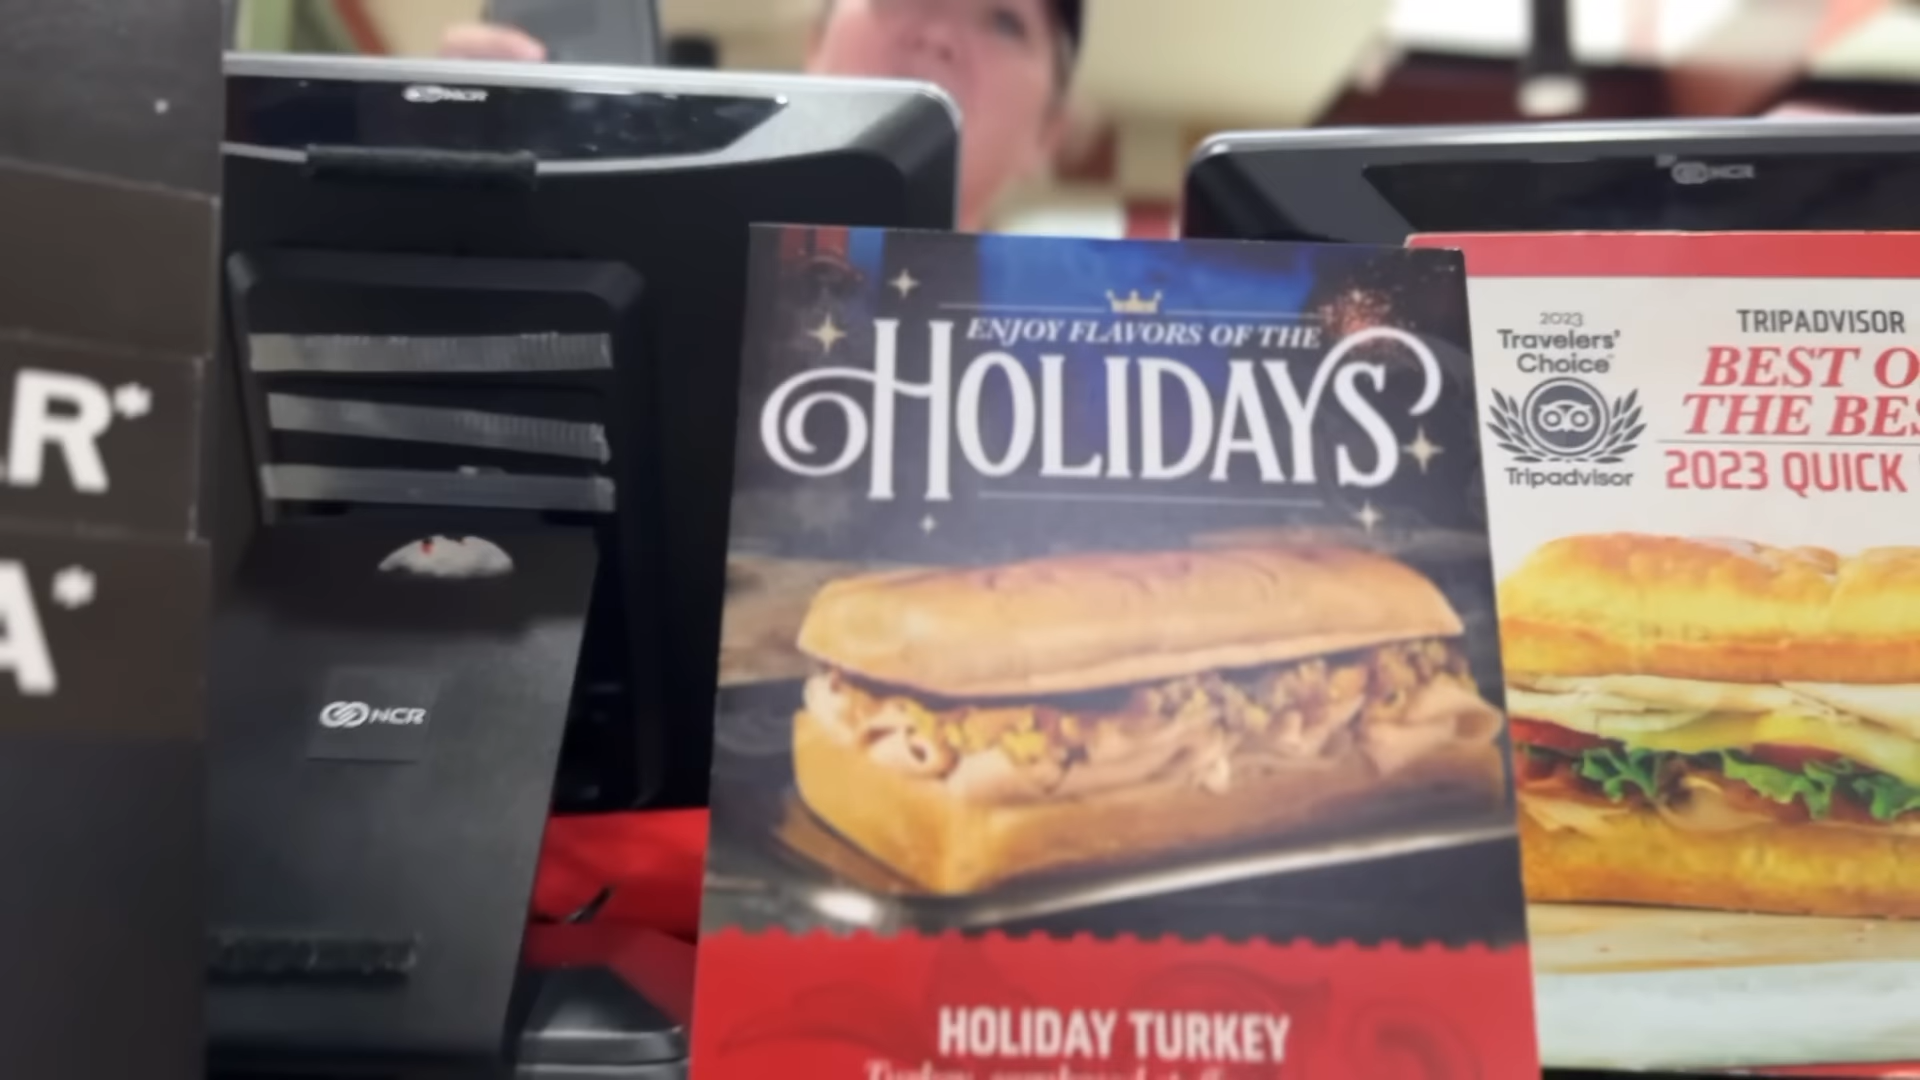 R*
A*
NCR
NCR
NCR
ENJOY FLAVORS OF THE
HOLIDAYS
HOLIDAY TURKEY
2023
Travelers'
Choice
Tripadvisor
TRIPADVISOR
BEST O
THE BES
2023 QUICK